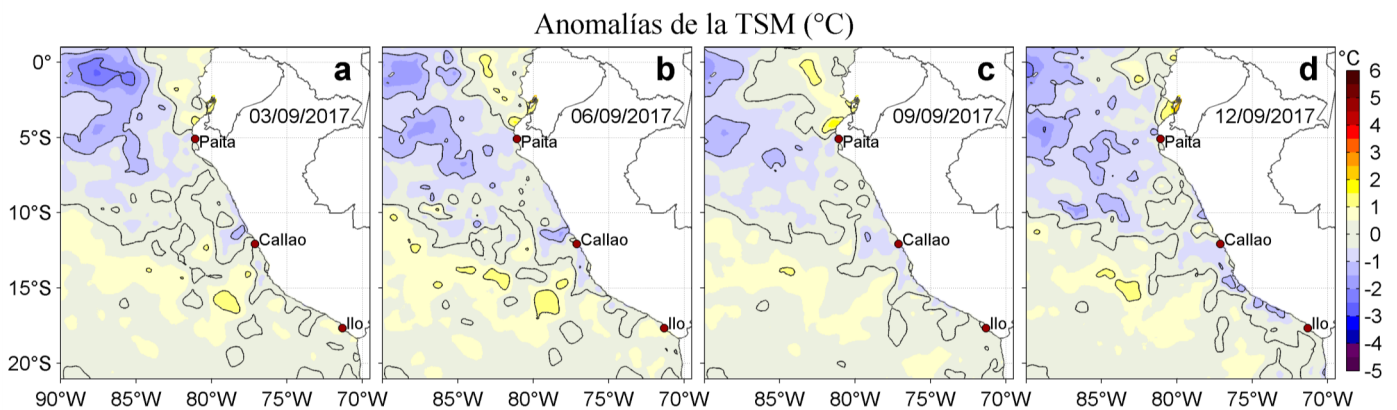 Anomalías de la TSM (°C)
a
03/09/2017
Paita
Callao
Ilo
b
06/09/2017
Paita
Callao
Ilo
c
09/09/2017
Paita
Callao
Ilo
d
12/09/2017
Paita
Callao
Ilo
0°
5°S
10°S
15°S
20°S
90°W 85°W 80°W 75°W 70°W
85°W 80°W 75°W 70°W
85°W 80°W 75°W 70°W
85°W 80°W 75°W 70°W
°C
6
5
4
3
2
1
0
-1
-2
-3
-4
-5